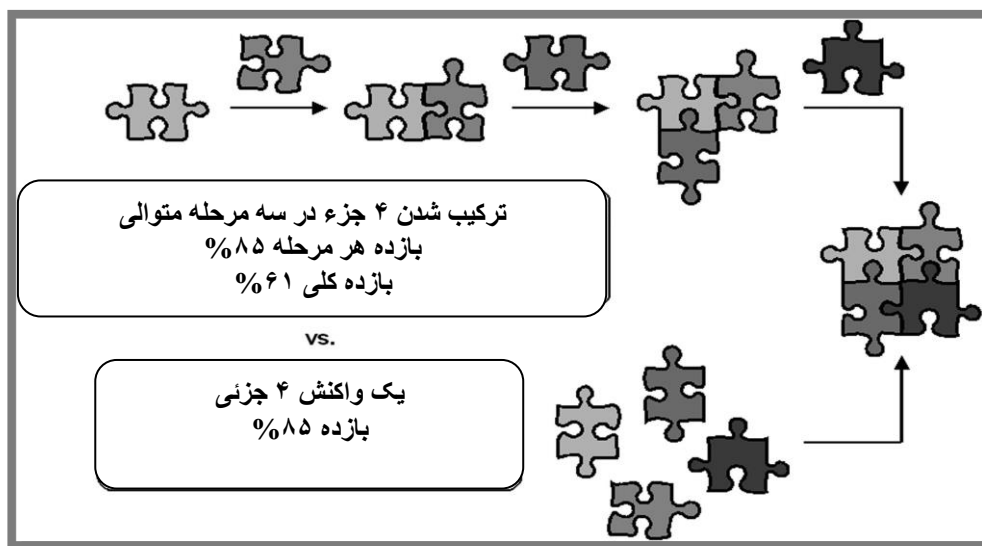 ترکیب شدن ۴ جزء در سه مرحله متوالی
بازده هر مرحله ۸۵%
بازده کلی ۶۱%
vs.
یک واکنش ۴ جزئی
بازده ۸۵%